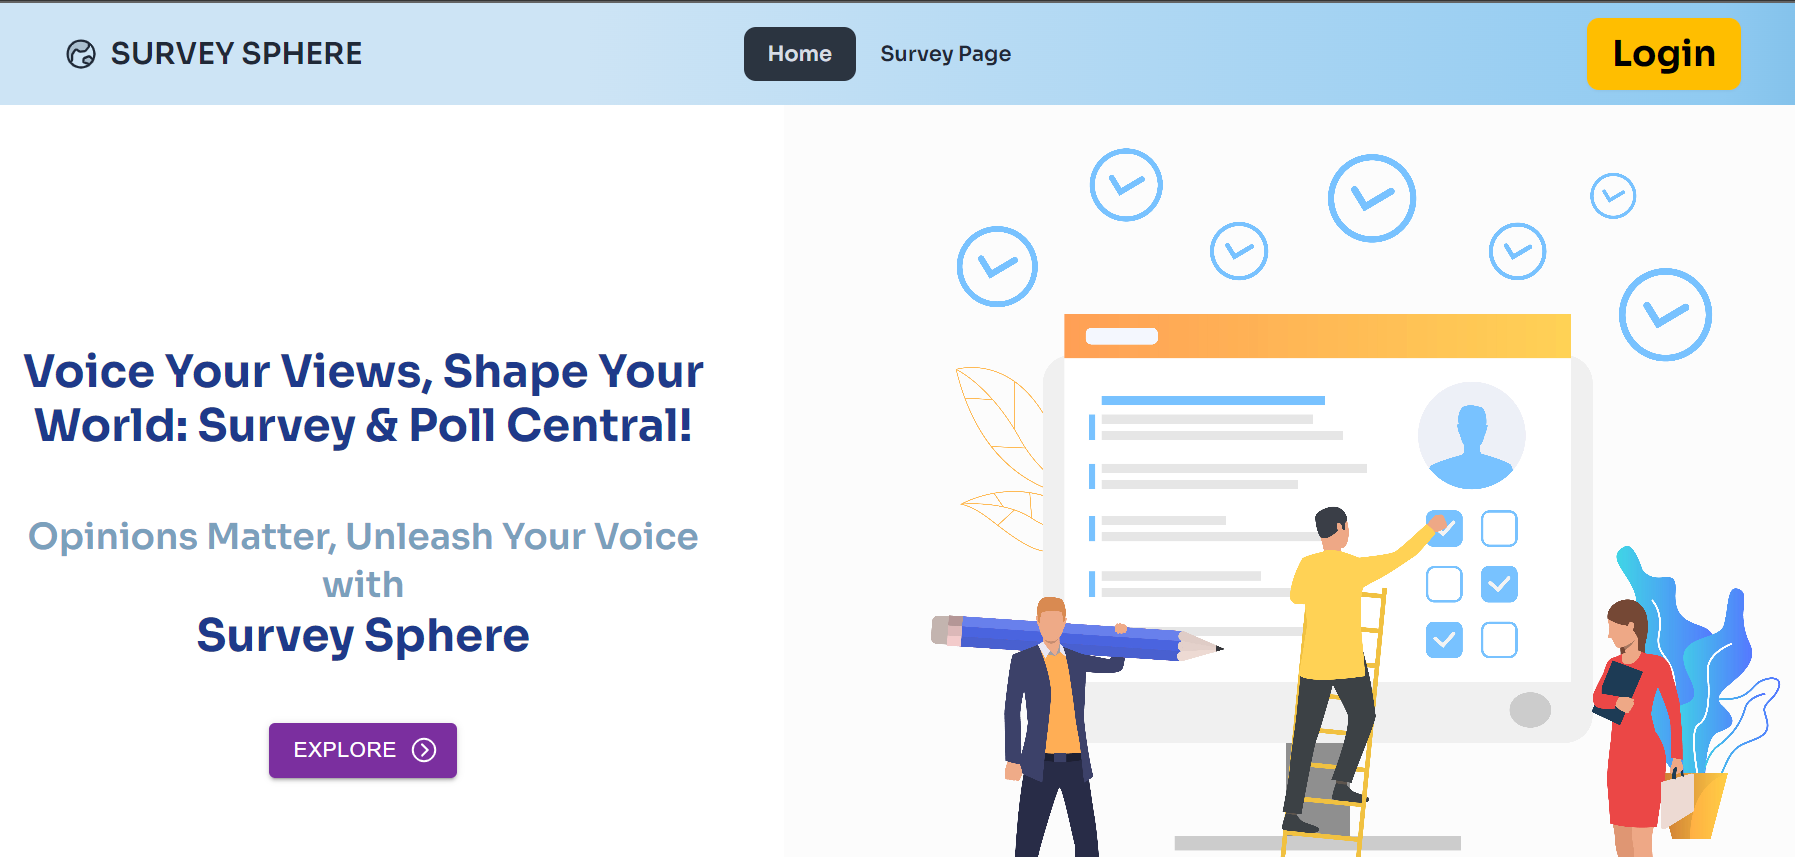 SURVEY SPHERE
Home
Survey Page
Login
Voice Your Views, Shape Your
World: Survey & Poll Central!
Opinions Matter, Unleash Your Voice
with
Survey Sphere
EXPLORE